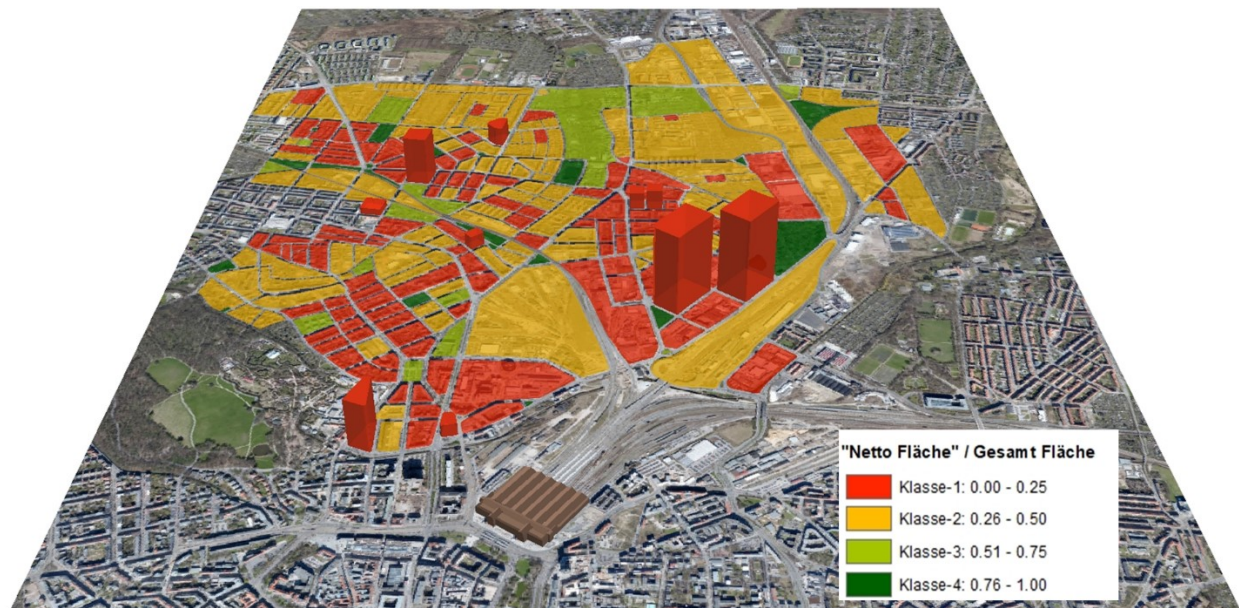 "Netto Fläche" / Gesamt Fläche
Klasse-1: 0.00 - 0.25
Klasse-2: 0.26 - 0.50
Klasse-3: 0.51 - 0.75
Klasse-4: 0.76 - 1.00